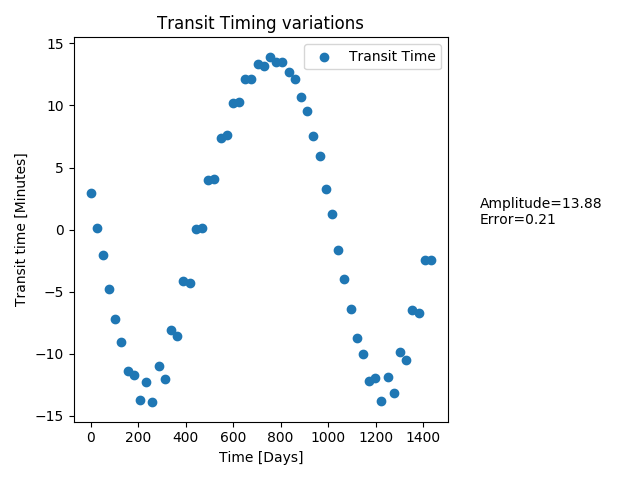 Transit Timing variations
Transit Time
15
10
5
0
−5
−10
−15
Transit time [Minutes]
0 200 400 600 800 1000 1200 1400
Time [Days]
Amplitude=13.88
Error=0.21